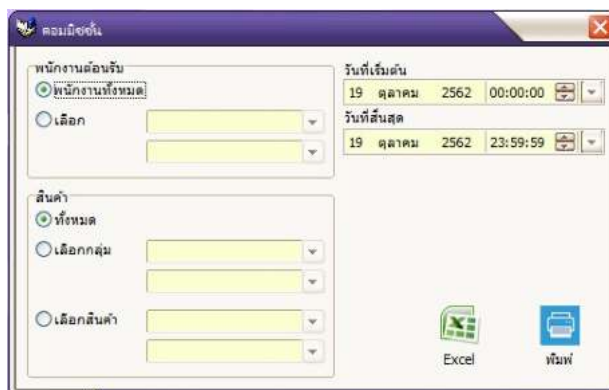 คอมมิชชั่น
พนักงานต้อนรับ
พนักงานทั้งหมด
เลือก
วันที่เริ่มต้น
19 ตุลาคม 2562 00:00:00
วันที่สิ้นสุด
19 ตุลาคม 2562 23:59:59
สินค้า
ทั้งหมด
เลือกกลุ่ม
เลือกสินค้า
Excel
พิมพ์